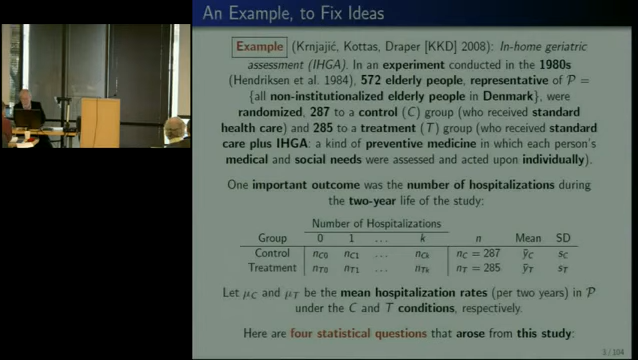 An Example, to Fix Ideas
Example (Krnjajić, Kottas, Draper [KKD] 2008): In-home geriatric
assessment (IHGA). In an experiment conducted in the 1980s
(Hendriksen et al. 1984), 572 elderly people, representative of P =
{all non-institutionalized elderly people in Denmark}, were
randomized, 287 to a control (C) group (who received standard
health care) and 285 to a treatment (T) group (who received standard
care plus IHGA: a kind of preventive medicine in which each person's
medical and social needs were assessed and acted upon individually).
One important outcome was the number of hospitalizations during
the two-year life of the study:
Number of Hospitalizations
Group 0 1 ... k n Mean SD
Control n_C0 n_C1 ... n_Ck n_C = 287 ȳ_C s_C
Treatment n_T0 n_T1 ... n_Tk n_T = 285 ȳ_T s_T
Let μ_C and μ_T be the mean hospitalization rates (per two years) in P
under the C and T conditions, respectively.
Here are four statistical questions that arose from this study:
3 / 104